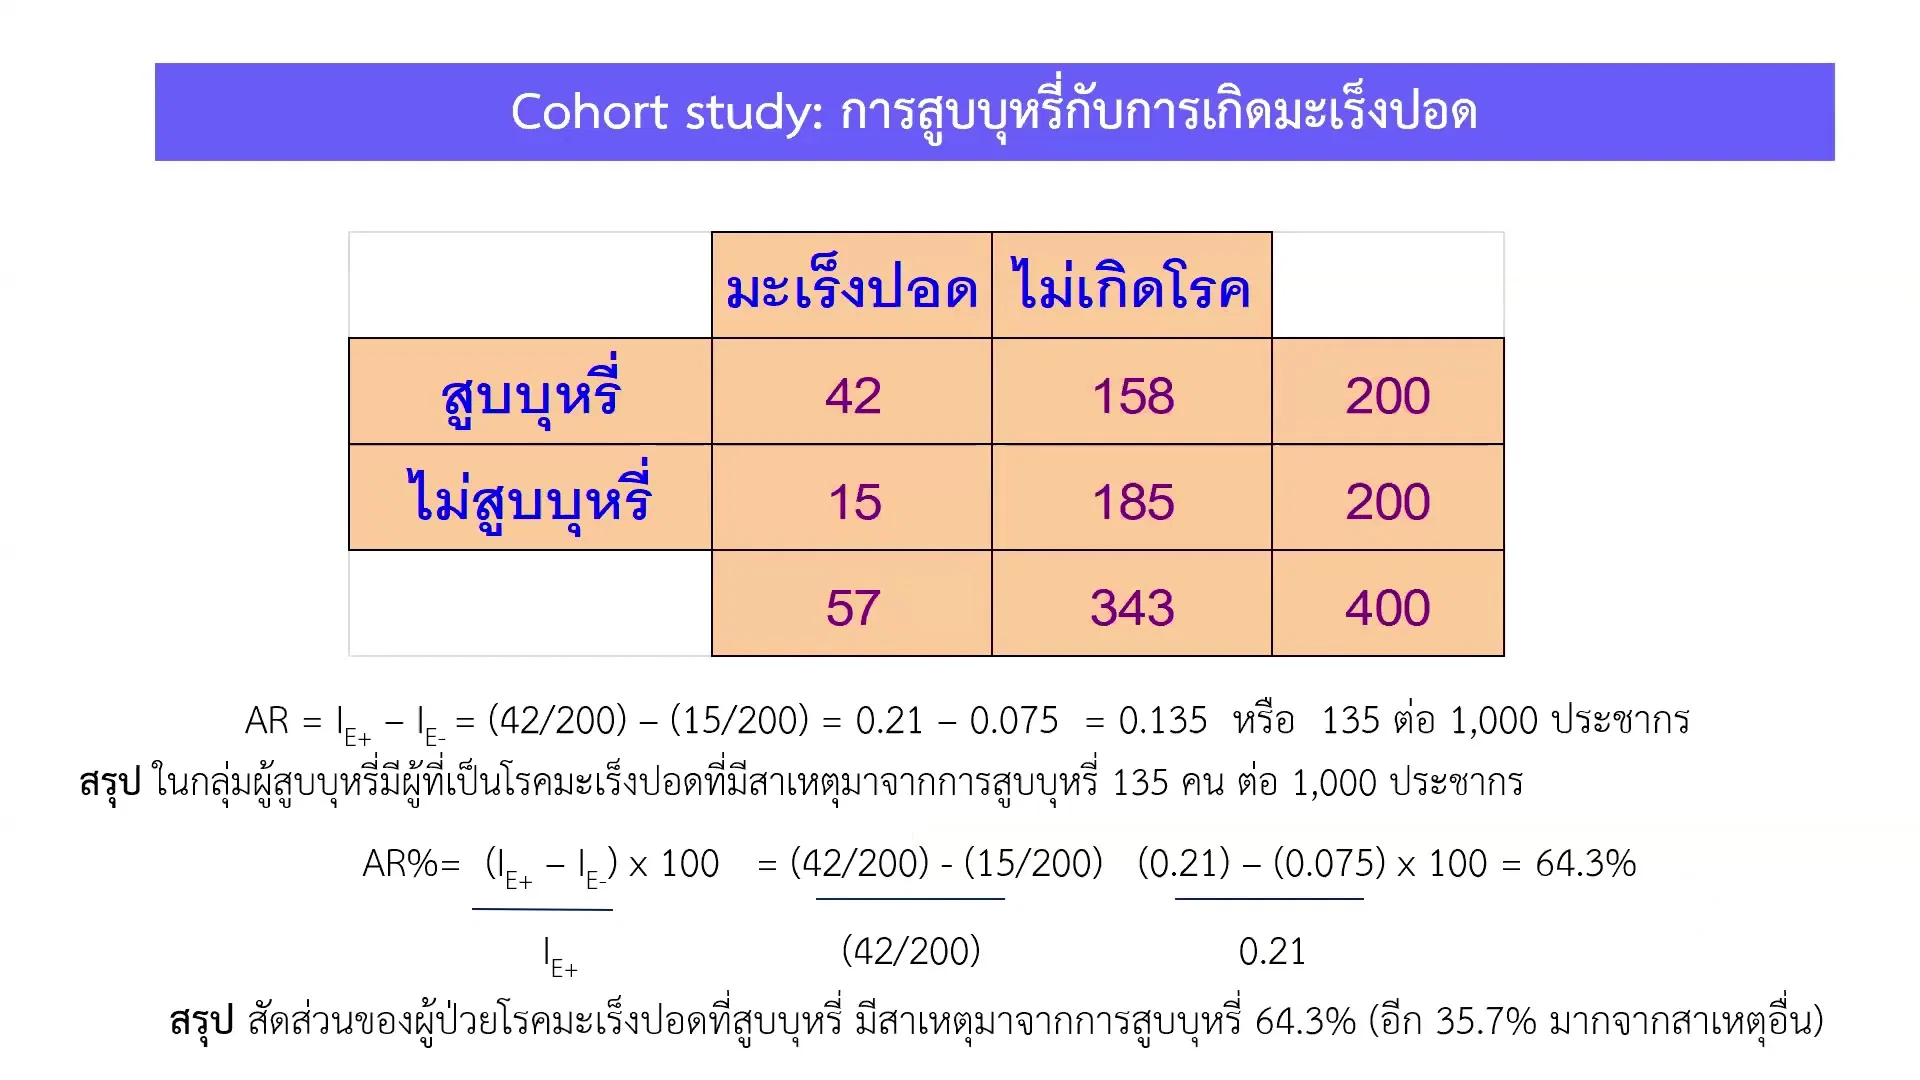 Cohort study: การสูบบุหรี่กับการเกิดมะเร็งปอด
มะเร็งปอด ไม่เกิดโรค
สูบบุหรี่ 42 158 200
ไม่สูบบุหรี่ 15 185 200
57 343 400
AR = IE+ – IE- = (42/200) – (15/200) = 0.21 – 0.075 = 0.135 หรือ 135 ต่อ 1,000 ประชากร
สรุป ในกลุ่มผู้สูบบุหรี่มีผู้ที่เป็นโรคมะเร็งปอดที่มีสาเหตุมาจากการสูบบุหรี่ 135 คน ต่อ 1,000 ประชากร
AR%= (IE+ – IE-) x 100 = (42/200) - (15/200) (0.21) – (0.075) x 100 = 64.3%
IE+ (42/200) 0.21
สรุป สัดส่วนของผู้ป่วยโรคมะเร็งปอดที่สูบบุหรี่ มีสาเหตุมาจากการสูบบุหรี่ 64.3% (อีก 35.7% มากจากสาเหตุอื่น)